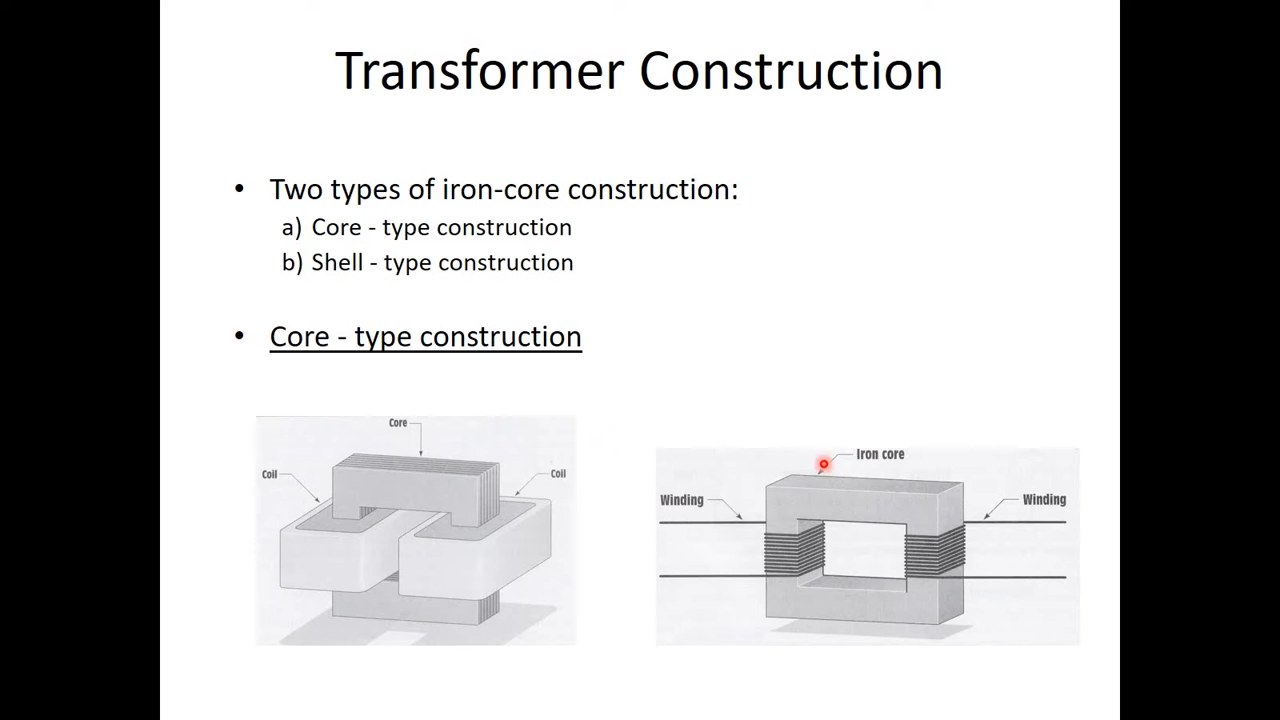 Transformer Construction
• Two types of iron-core construction:
a) Core - type construction
b) Shell - type construction
• Core - type construction
Core
Coil
Coil
Iron core
Winding
Winding